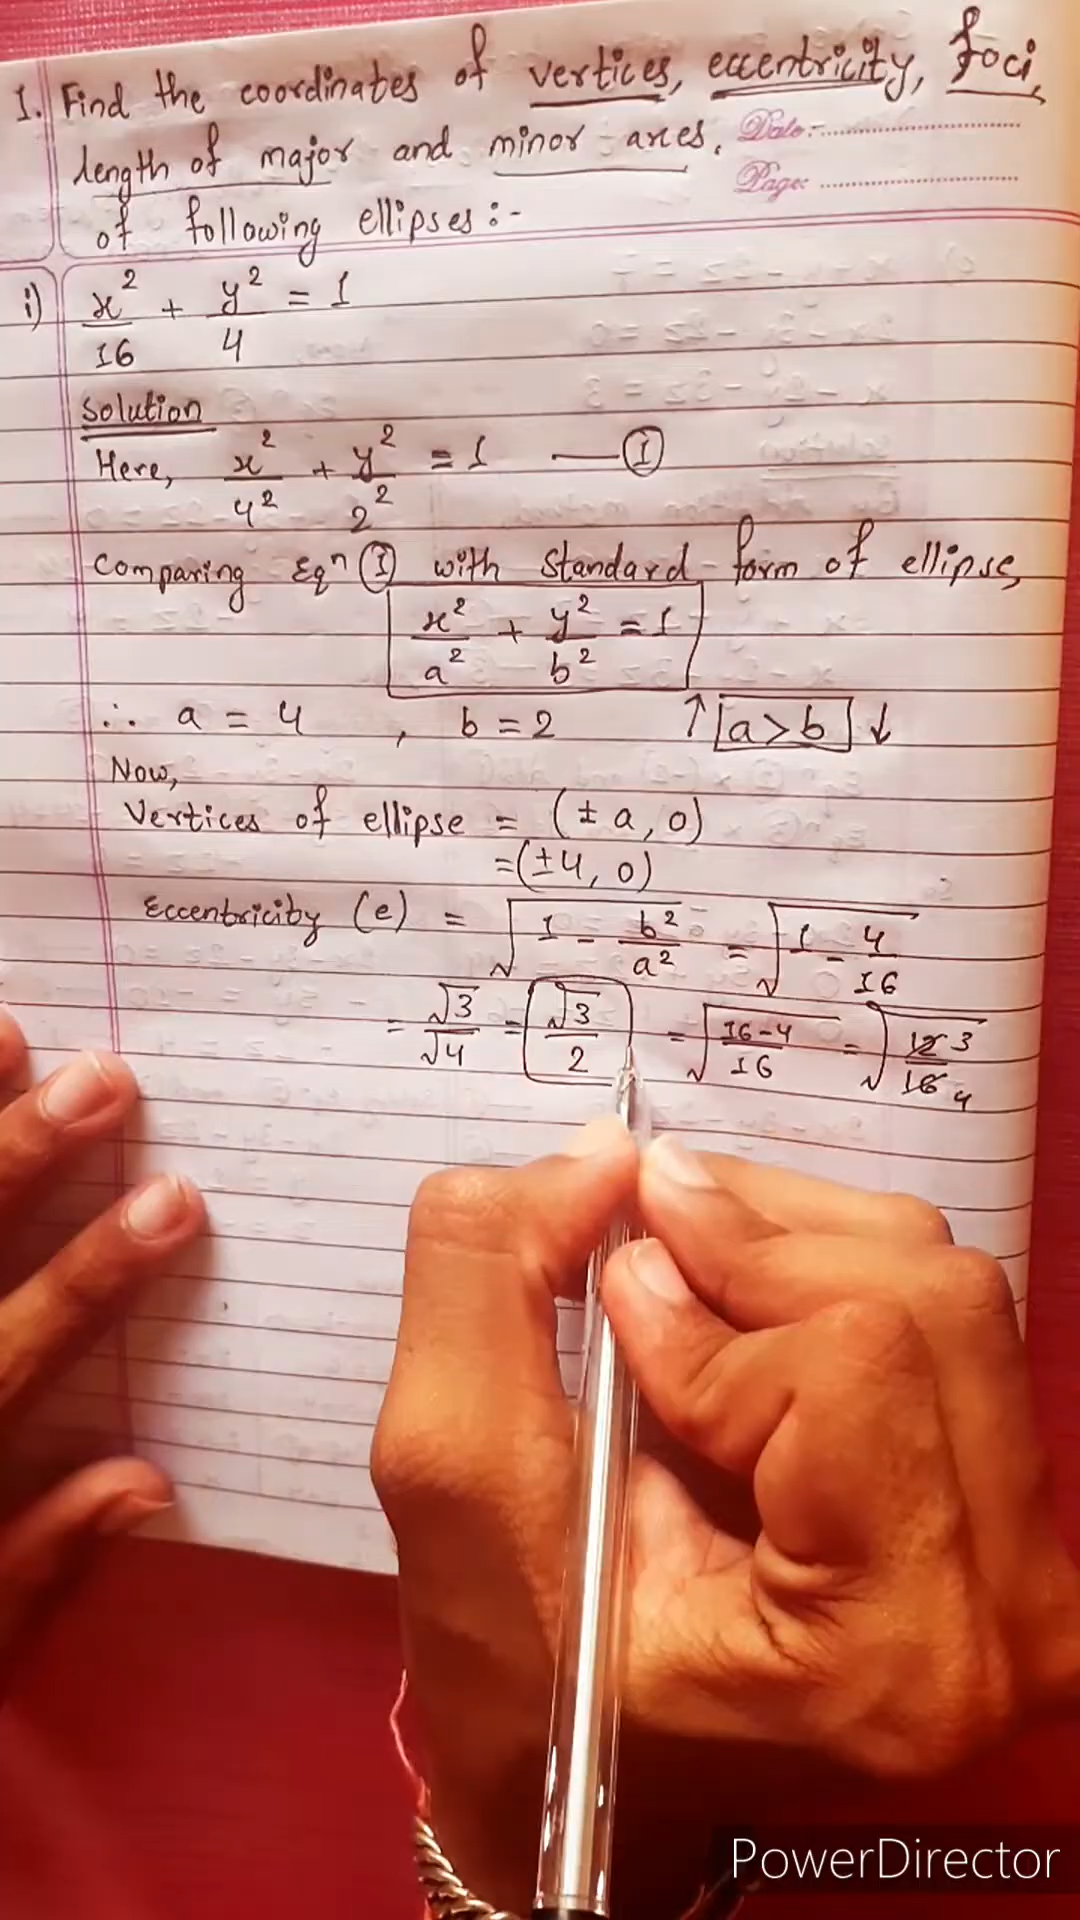 1. Find the coordinates of vertices, eccentricity, foci,
length of major and minor axes.
Date:-
Page:
of following ellipses:-
i) x²/16 + y²/4 = 1
Solution
Here, x²/4² + y²/2² = 1 — (I)
Comparing Eqⁿ (I) with standard form of ellipse,
x²/a² + y²/b² = 1
∴ a = 4 , b = 2 ↑ a > b ↓
Now,
Vertices of ellipse = (± a, 0)
= (±4, 0)
Eccentricity (e) = √(1 - b²/a²) = √(1 - 4/16)
= √3/√4 = √3/2 = √((16-4)/16) = √(12/16) 3 4
PowerDirector